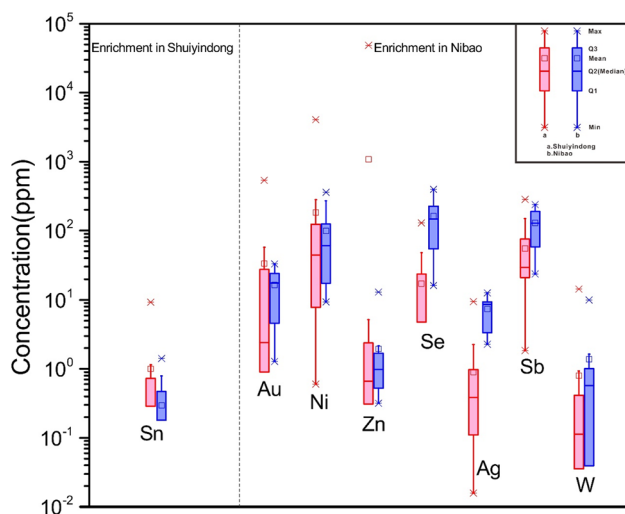 Concentration(ppm)
10^5
10^4
10^3
10^2
10^1
10^0
10^-1
10^-2
Enrichment in Shuiyindong
Enrichment in Nibao
Max
Q3
Mean
Q2(Median)
Q1
Min
a b
a.Shuiyindong
b.Nibao
Sn
Au
Ni
Zn
Se
Ag
Sb
W